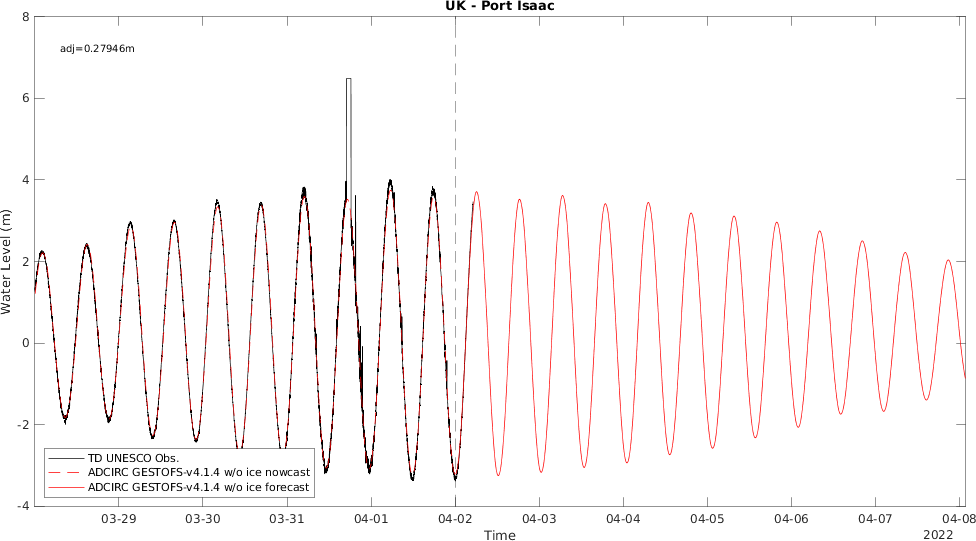 UK - Port Isaac
adj=0.27946m
Water Level (m)
8
6
4
2
0
-2
-4
TD UNESCO Obs.
ADCIRC GESTOFS-v4.1.4 w/o ice nowcast
ADCIRC GESTOFS-v4.1.4 w/o ice forecast
03-29 03-30 03-31 04-01 04-02 04-03 04-04 04-05 04-06 04-07 04-08
Time
2022